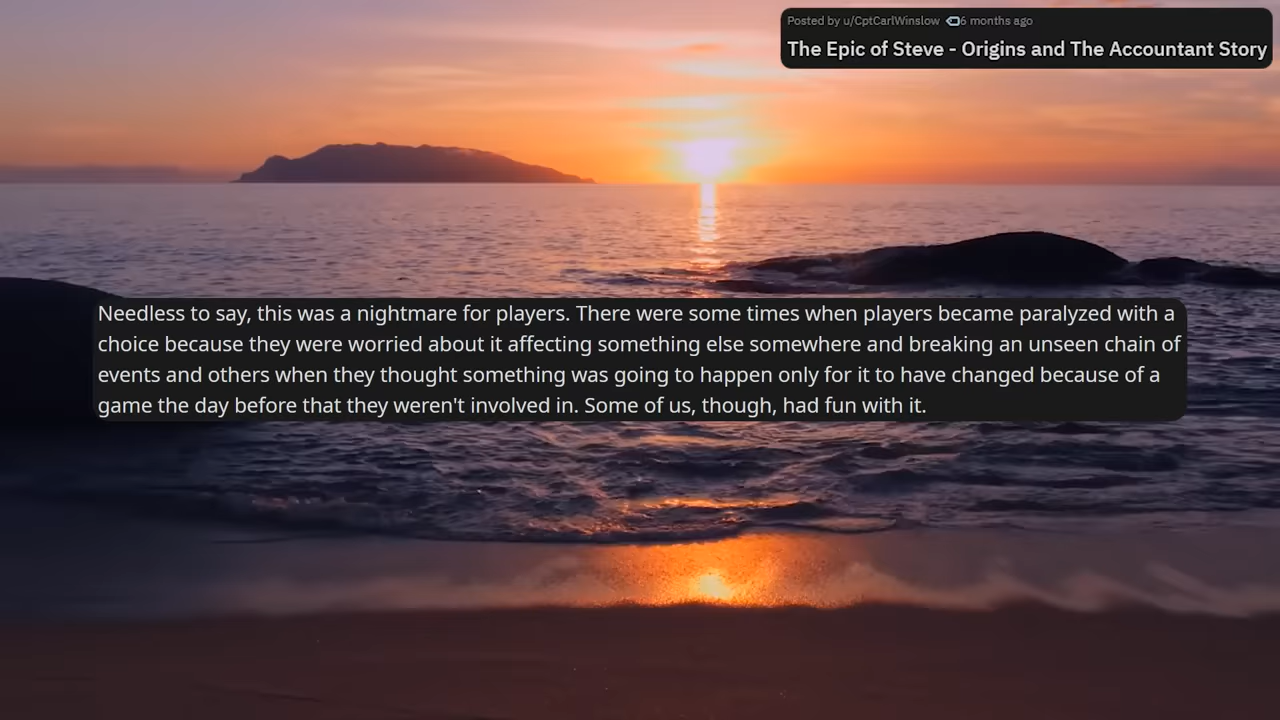 Posted by u/CptCarlWinslow 6 months ago
The Epic of Steve - Origins and The Accountant Story
Needless to say, this was a nightmare for players. There were some times when players became paralyzed with a
choice because they were worried about it affecting something else somewhere and breaking an unseen chain of
events and others when they thought something was going to happen only for it to have changed because of a
game the day before that they weren't involved in. Some of us, though, had fun with it.